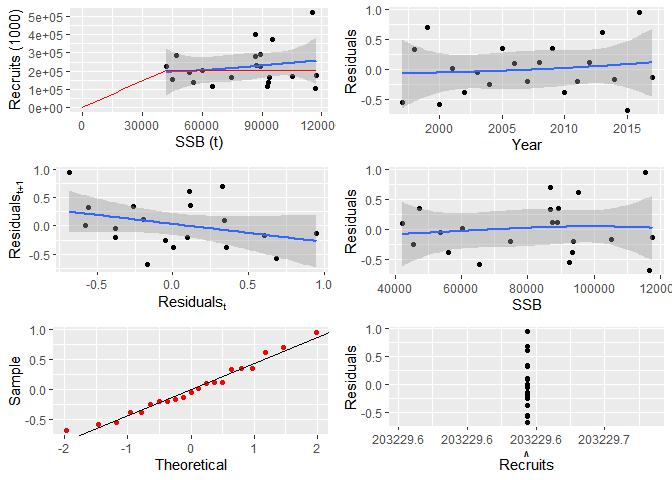 5e+05
4e+05
3e+05
2e+05
1e+05
0e+00
Recruits (1000)
0 30000 60000 90000 120000
SSB (t)
1.0
0.5
0.0
-0.5
Residuals
2000 2005 2010 2015
Year
1.0
0.5
0.0
-0.5
Residualst+1
-0.5 0.0 0.5 1.0
Residualst
1.0
0.5
0.0
-0.5
Residuals
40000 60000 80000 100000 120000
SSB
1.0
0.5
0.0
-0.5
Sample
-2 -1 0 1 2
Theoretical
1.0
0.5
0.0
-0.5
Residuals
203229.6 203229.6 203229.6 203229.7
^
Recruits